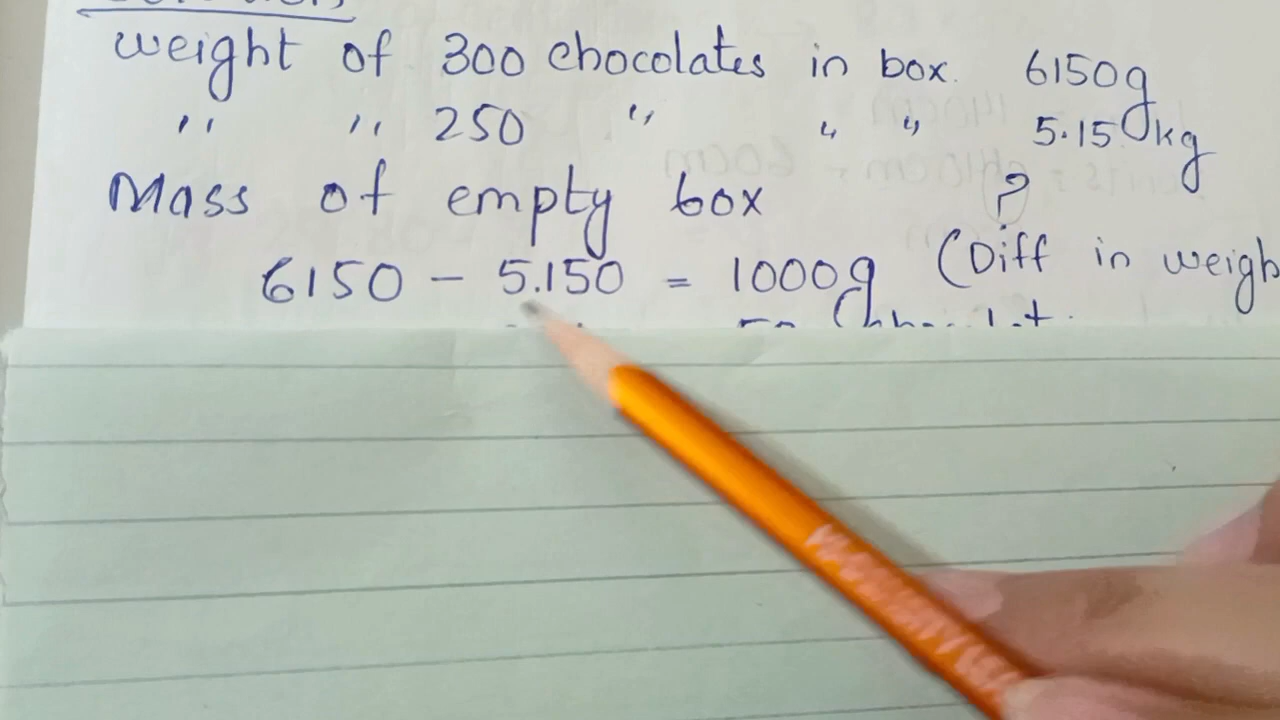 Weight of 300 chocolates in box. 6150g
" " 250 " " " 5.150kg
Mass of empty box ?
6150 - 5.150 = 1000g (Diff in weigh
50